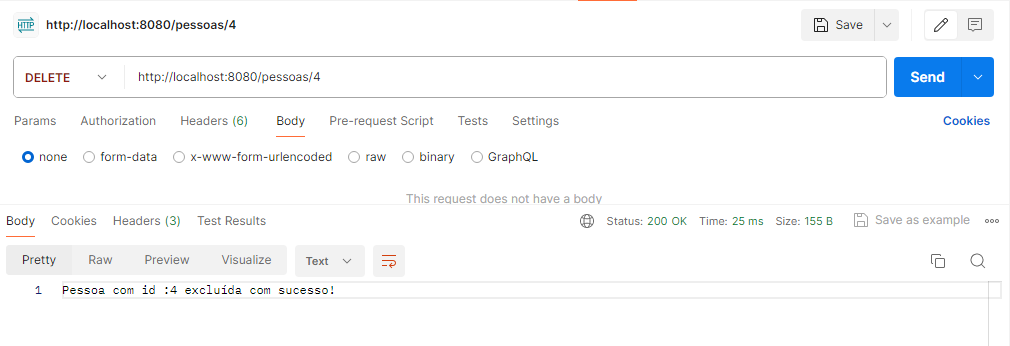 HTTP http://localhost:8080/pessoas/4 Save
DELETE http://localhost:8080/pessoas/4 Send
Params Authorization Headers (6) Body Pre-request Script Tests Settings Cookies
none form-data x-www-form-urlencoded raw binary GraphQL
This request does not have a body
Body Cookies Headers (3) Test Results Status: 200 OK Time: 25 ms Size: 155 B Save as example
Pretty Raw Preview Visualize Text
1 Pessoa com id :4 excluída com sucesso!